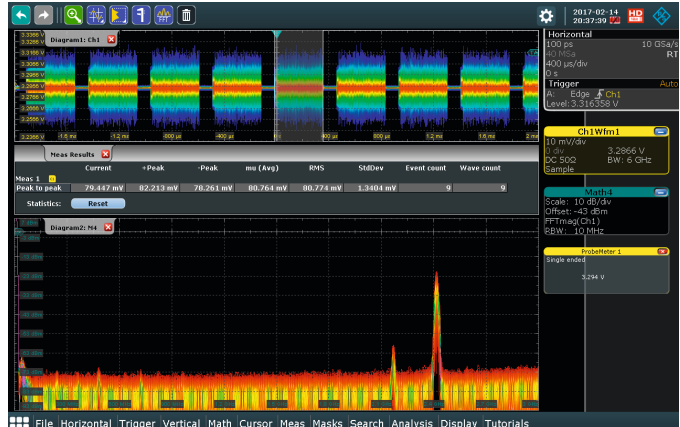 2017-02-14
20:37:39
HD
Diagram1: Ch1
3.3366 V
3.3266 V
3.3166 V
3.2366 V
-1.6 ms
-1.2 ms
-800 µs
-400 µs
400 µs
800 µs
1.2 ms
1.6 ms
2 ms
Horizontal
100 ps 10 GSa/s
40 MSa RT
400 µs/div
0 s
Trigger Auto
A: Edge Ch1
Level: 3.316358 V
Ch1Wfm1
10 mV/div
0 div 3.2866 V
DC 50Ω BW: 6 GHz
Sample
Math4
Scale: 10 dB/div
Offset: -43 dBm
FFTmag(Ch1)
RBW: 10 MHz
ProbeMeter 1
Single ended
3.294 V
Meas Results
Current +Peak -Peak mu (Avg) RMS StdDev Event count Wave count
Meas 1
Peak to peak 79.447 mV 82.213 mV 78.261 mV 80.764 mV 80.774 mV 1.3404 mV 9 9
Statistics: Reset
Diagram2: M4
File Horizontal Trigger Vertical Math Cursor Meas Masks Search Analysis Display Tutorials